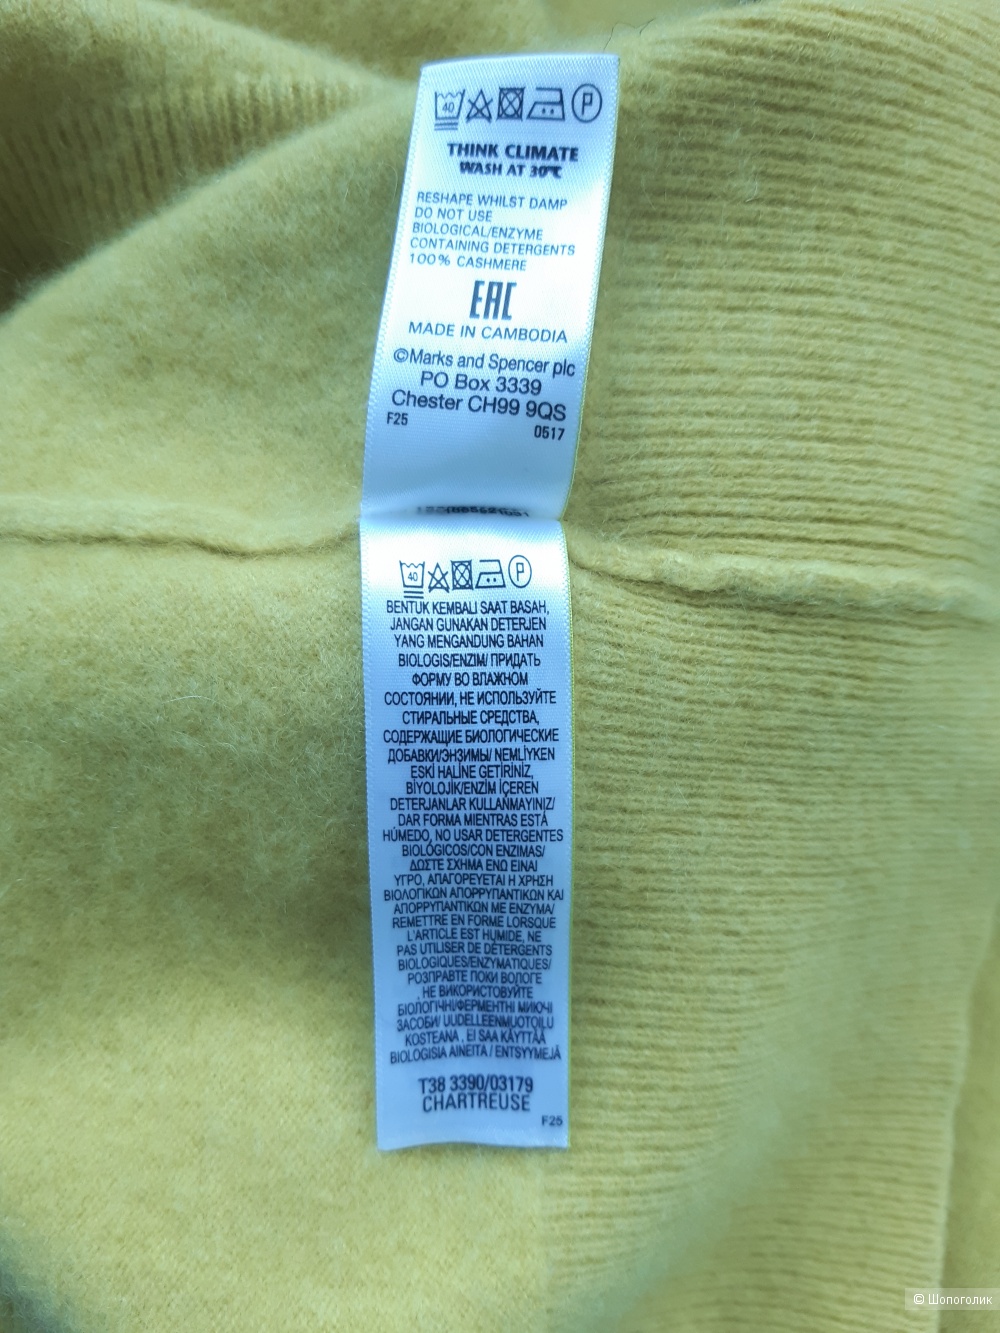 40 P
THINK CLIMATE
WASH AT 30°C
RESHAPE WHILST DAMP
DO NOT USE
BIOLOGICAL/ENZYME
CONTAINING DETERGENTS
100% CASHMERE
EAC
MADE IN CAMBODIA
©Marks and Spencer plc
PO Box 3339
Chester CH99 9QS
F25
0517
40 P
BENTUK KEMBALI SAAT BASAH,
JANGAN GUNAKAN DETERJEN
YANG MENGANDUNG BAHAN
BIOLOGIS/ENZIM/ ПРИДАТЬ
ФОРМУ ВО ВЛАЖНОМ
СОСТОЯНИИ, НЕ ИСПОЛЬЗУЙТЕ
СТИРАЛЬНЫЕ СРЕДСТВА,
СОДЕРЖАЩИЕ БИОЛОГИЧЕСКИЕ
ДОБАВКИ/ЭНЗИМЫ/ NEMLİYKEN
ESKİ HALİNE GETİRİNİZ,
BİYOLOJİK/ENZİM İÇEREN
DETERJANLAR KULLANMAYINIZ/
DAR FORMA MIENTRAS ESTÁ
HÚMEDO, NO USAR DETERGENTES
BIOLÓGICOS/CON ENZIMAS/
ΔΩΣΤΕ ΣΧΗΜΑ ΕΝΩ ΕΙΝΑΙ
ΥΓΡΟ, ΑΠΑΓΟΡΕΥΕΤΑΙ Η ΧΡΗΣΗ
ΒΙΟΛΟΓΙΚΩΝ ΑΠΟΡΡΥΠΑΝΤΙΚΩΝ ΚΑΙ
ΑΠΟΡΡΥΠΑΝΤΙΚΩΝ ΜΕ ΕΝΖΥΜΑ/
REMETTRE EN FORME LORSQUE
L'ARTICLE EST HUMIDE, NE
PAS UTILISER DE DÉTERGENTS
BIOLOGIQUES/ENZYMATIQUES/
РОЗПРАВТЕ ПОКИ ВОЛОГЕ
, НЕ ВИКОРИСТОВУЙТЕ
БІОЛОГІЧНІ/ФЕРМЕНТНІ МИЮЧІ
ЗАСОБИ/ UUDELLEENMUOTOILU
KOSTEANA , EI SAA KÄYTTÄÄ
BIOLOGISIA AINEITA / ENTSYYMEJÄ
T38 3390/03179
CHARTREUSE
F25
© Шопоголик